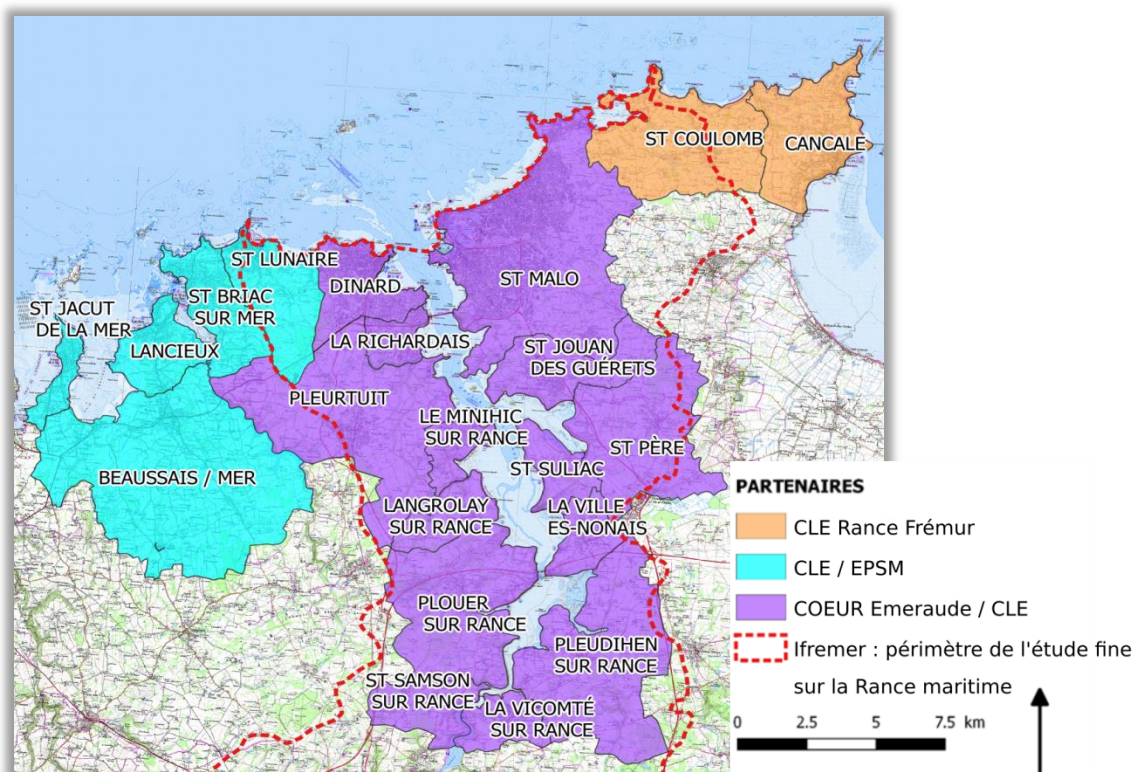 ST COULOMB
CANCALE
ST LUNAIRE
DINARD
ST MALO
ST JACUT
DE LA MER
ST BRIAC
SUR MER
LANCIEUX
LA RICHARDAIS
ST JOUAN
DES GUÉRETS
PLEURTUIT
LE MINIHIC
SUR RANCE
ST PÈRE
ST SULIAC
BEAUSSAIS / MER
LANGROLAY
SUR RANCE
LA VILLE
ES-NONAIS
PLOUER
SUR RANCE
PLEUDIHEN
SUR RANCE
ST SAMSON
SUR RANCE
LA VICOMTÉ
SUR RANCE
PARTENAIRES
CLE Rance Frémur
CLE / EPSM
COEUR Emeraude / CLE
Ifremer : périmètre de l'étude fine
sur la Rance maritime
0 2.5 5 7.5 km